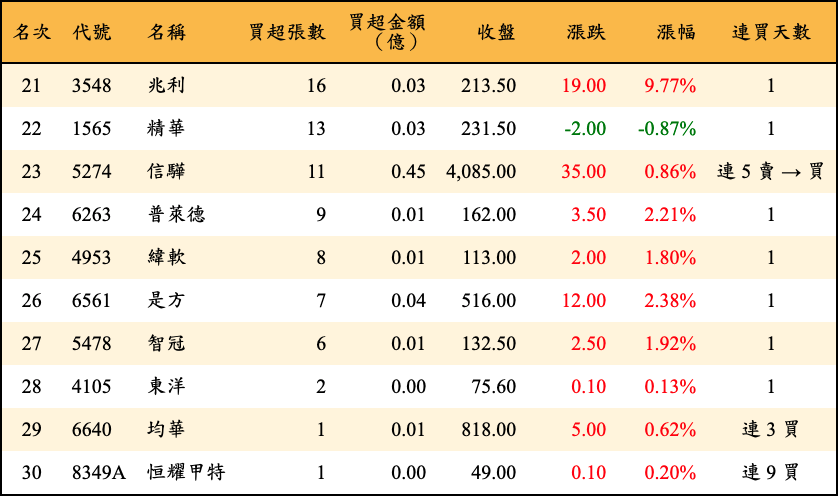 名次 代號 名稱 買超張數 買超金額（億） 收盤 漲跌 漲幅 連買天數
21 3548 兆利 16 0.03 213.50 19.00 9.77% 1
22 1565 精華 13 0.03 231.50 -2.00 -0.87% 1
23 5274 信驊 11 0.45 4,085.00 35.00 0.86% 連 5 賣 → 買
24 6263 普萊德 9 0.01 162.00 3.50 2.21% 1
25 4953 緯軟 8 0.01 113.00 2.00 1.80% 1
26 6561 是方 7 0.04 516.00 12.00 2.38% 1
27 5478 智冠 6 0.01 132.50 2.50 1.92% 1
28 4105 東洋 2 0.00 75.60 0.10 0.13% 1
29 6640 均華 1 0.01 818.00 5.00 0.62% 連 3 買
30 8349A 恒耀甲特 1 0.00 49.00 0.10 0.20% 連 9 買